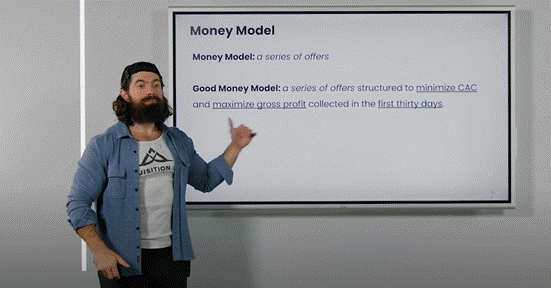 Money Model
Money Model: a series of offers
Good Money Model: a series of offers structured to minimize CAC
and maximize gross profit collected in the first thirty days.
UISITION